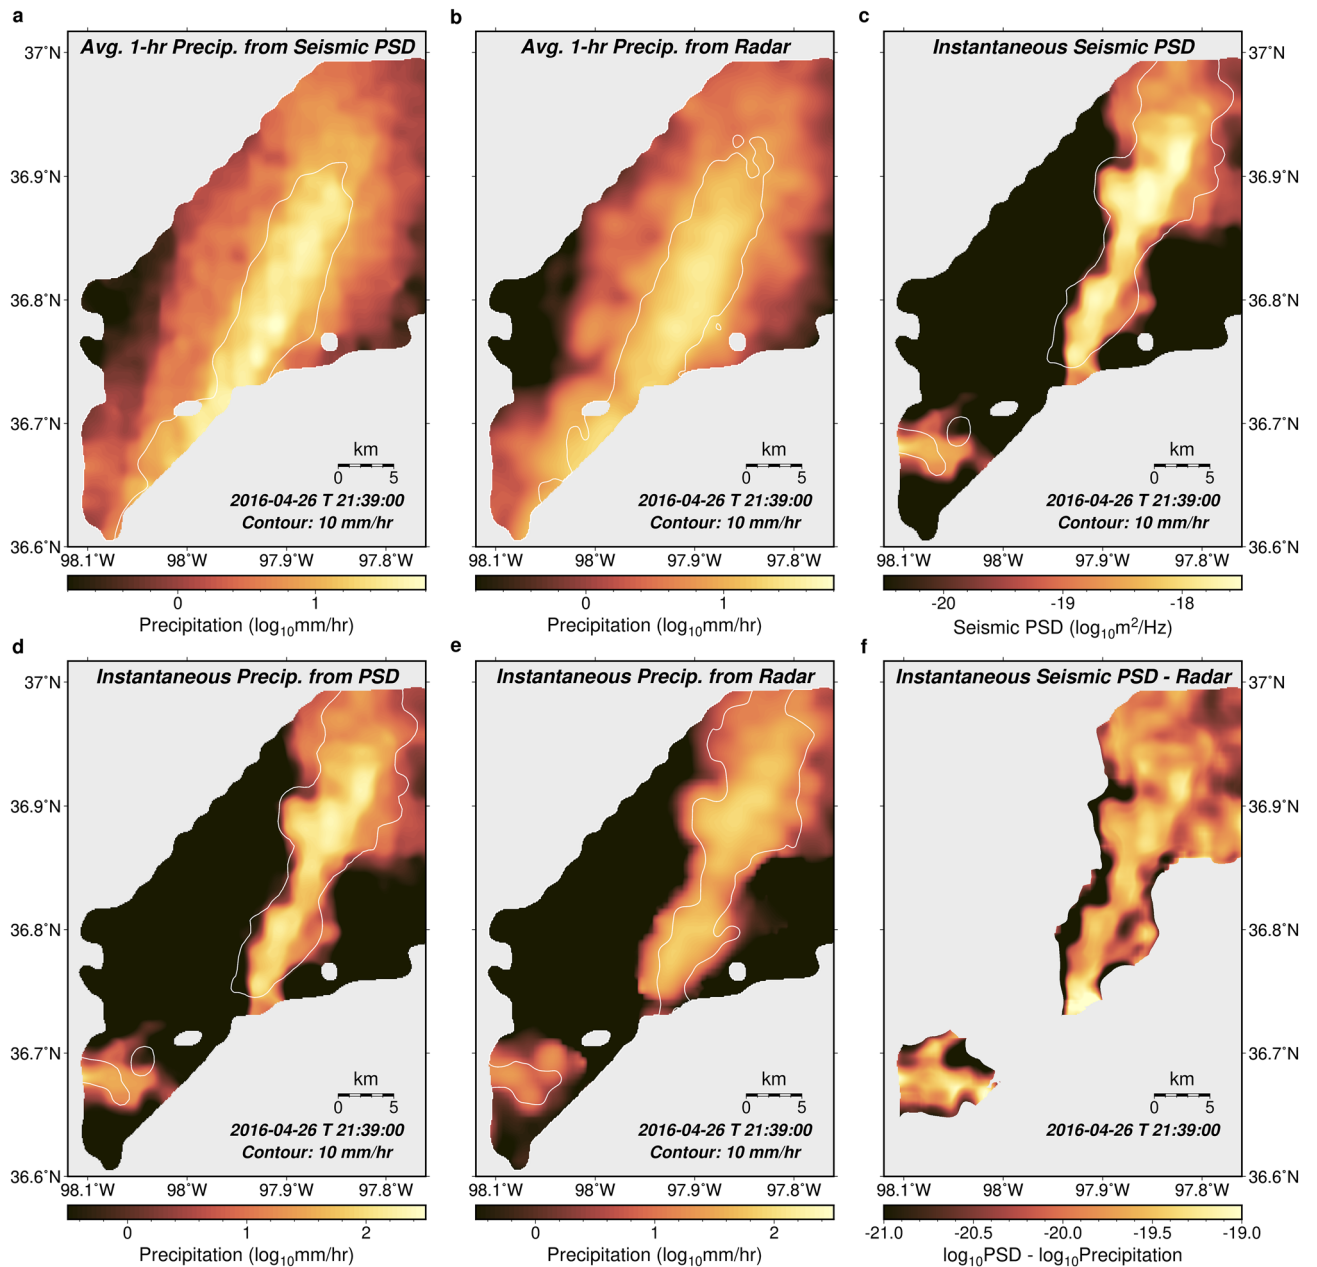 a
Avg. 1-hr Precip. from Seismic PSD
37°N
36.9°N
36.8°N
36.7°N
36.6°N
km
0 5
2016-04-26 T 21:39:00
Contour: 10 mm/hr
98.1°W 98° 97.9°W 97.8°W
0 1
Precipitation (log10mm/hr)
b
Avg. 1-hr Precip. from Radar
km
0 5
2016-04-26 T 21:39:00
Contour: 10 mm/hr
98.1°W 98° 97.9°W 97.8°W
0 1
Precipitation (log10mm/hr)
c
Instantaneous Seismic PSD
37°N
36.9°N
36.8°N
36.7°N
36.6°N
km
0 5
2016-04-26 T 21:39:00
Contour: 10 mm/hr
98.1°W 98° 97.9°W 97.8°W
-20 -19 -18
Seismic PSD (log10m2/Hz)
d
Instantaneous Precip. from PSD
37°N
36.9°N
36.8°N
36.7°N
36.6°N
km
0 5
2016-04-26 T 21:39:00
Contour: 10 mm/hr
98.1°W 98° 97.9°W 97.8°W
0 1 2
Precipitation (log10mm/hr)
e
Instantaneous Precip. from Radar
km
0 5
2016-04-26 T 21:39:00
Contour: 10 mm/hr
98.1°W 98° 97.9°W 97.8°W
0 1 2
Precipitation (log10mm/hr)
f
Instantaneous Seismic PSD - Radar
37°N
36.9°N
36.8°N
36.7°N
36.6°N
km
0 5
2016-04-26 T 21:39:00
98.1°W 98° 97.9°W 97.8°W
-21.0 -20.5 -20.0 -19.5 -19.0
log10PSD - log10Precipitation